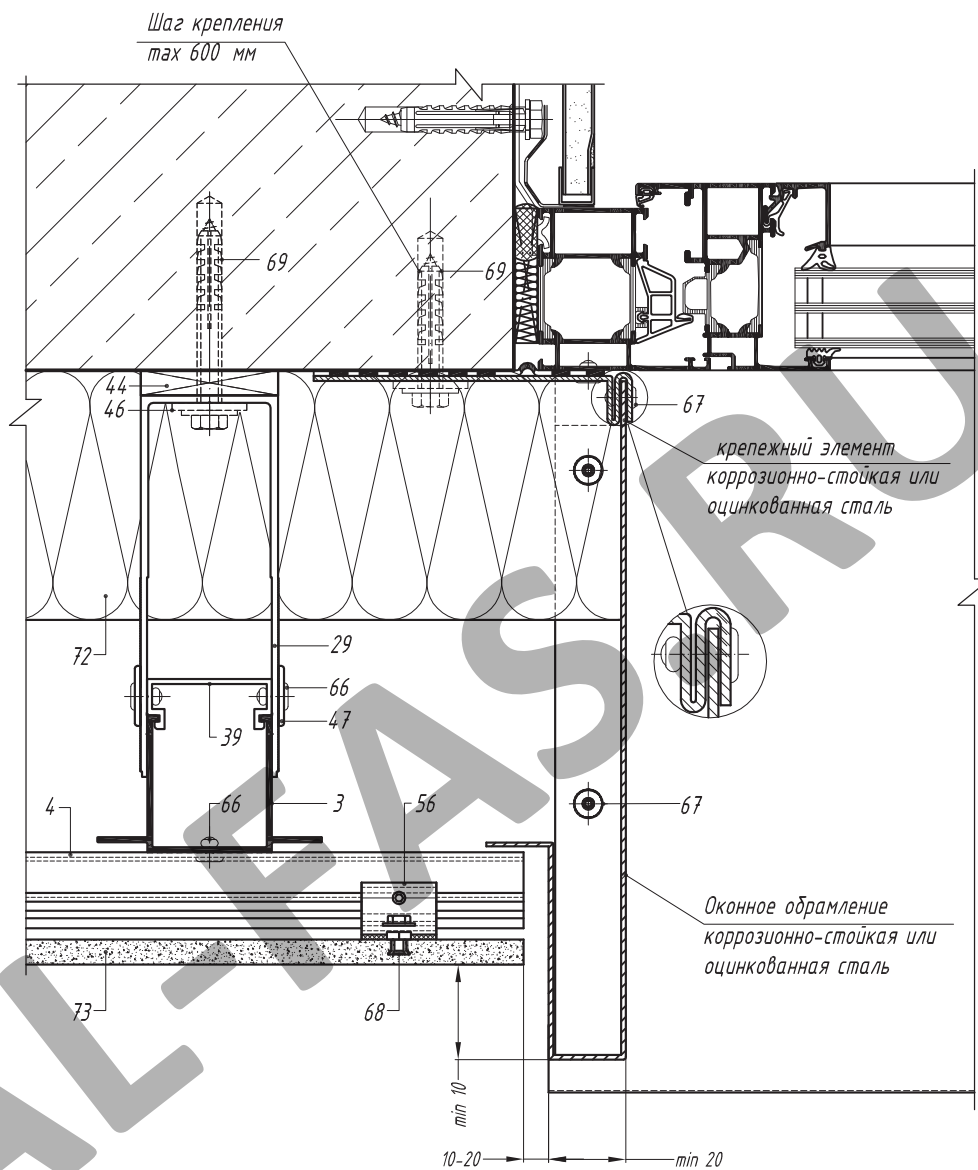 Шаг крепления
max 600 мм
69
69
44
46
67
крепежный элемент
коррозионно-стойкая или
оцинкованная сталь
72
29
66
47
39
4
66
3
56
67
Оконное обрамление
коррозионно-стойкая или
оцинкованная сталь
73
68
min 10
10-20
min 20
AL-FAS.RU